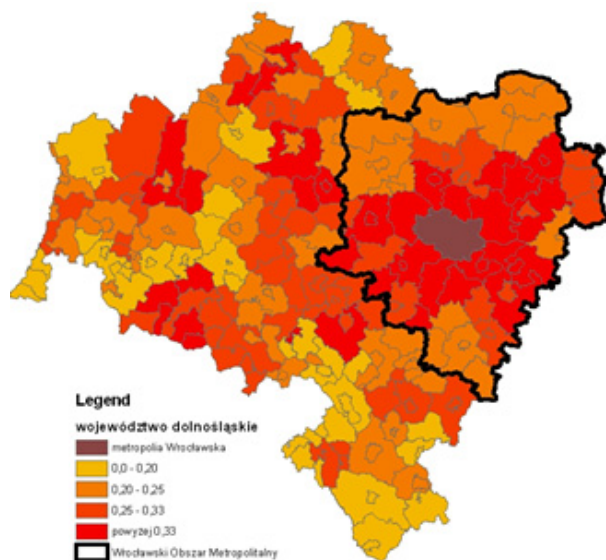 Legend
województwo dolnośląskie
metropolia Wrocławska
0,0 - 0,20
0,20 - 0,25
0,25 - 0,33
powyżej 0,33
Wrocławski Obszar Metropolitalny